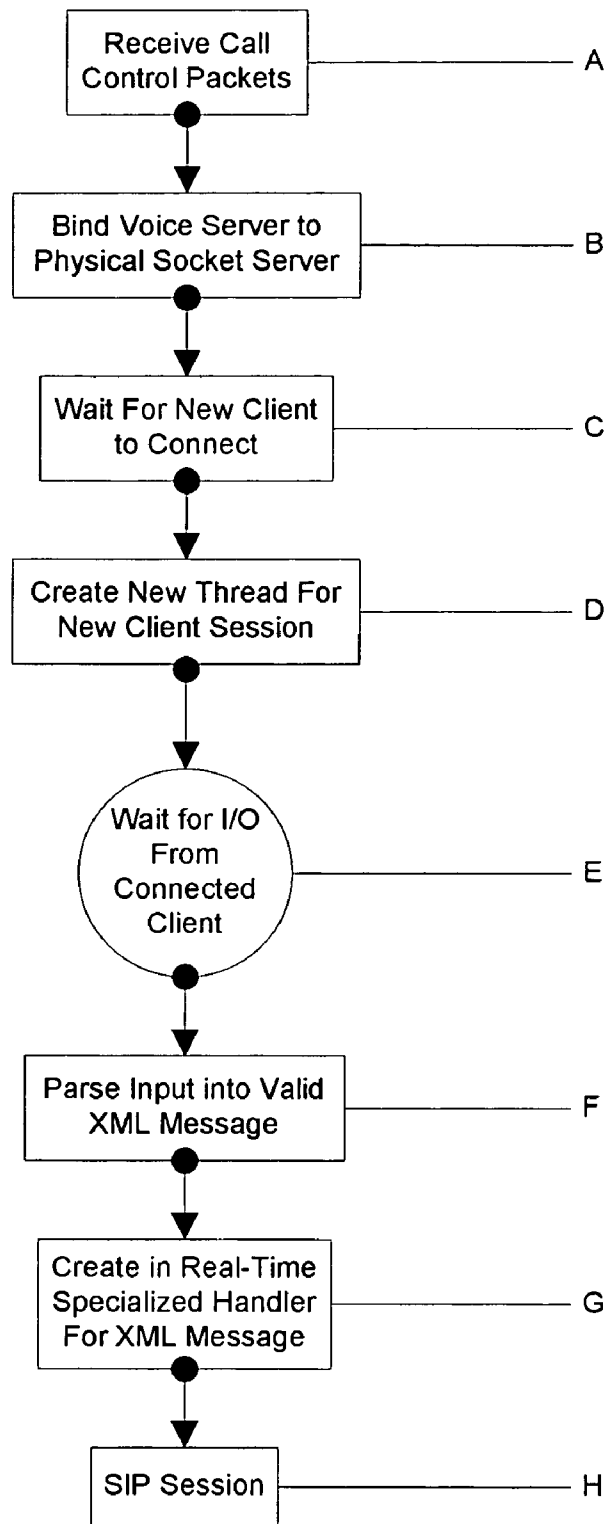 Receive Call
Control Packets
A
Bind Voice Server to
Physical Socket Server
B
Wait For New Client
to Connect
C
Create New Thread For
New Client Session
D
Wait for I/O
From
Connected
Client
E
Parse Input into Valid
XML Message
F
Create in Real-Time
Specialized Handler
For XML Message
G
SIP Session
H